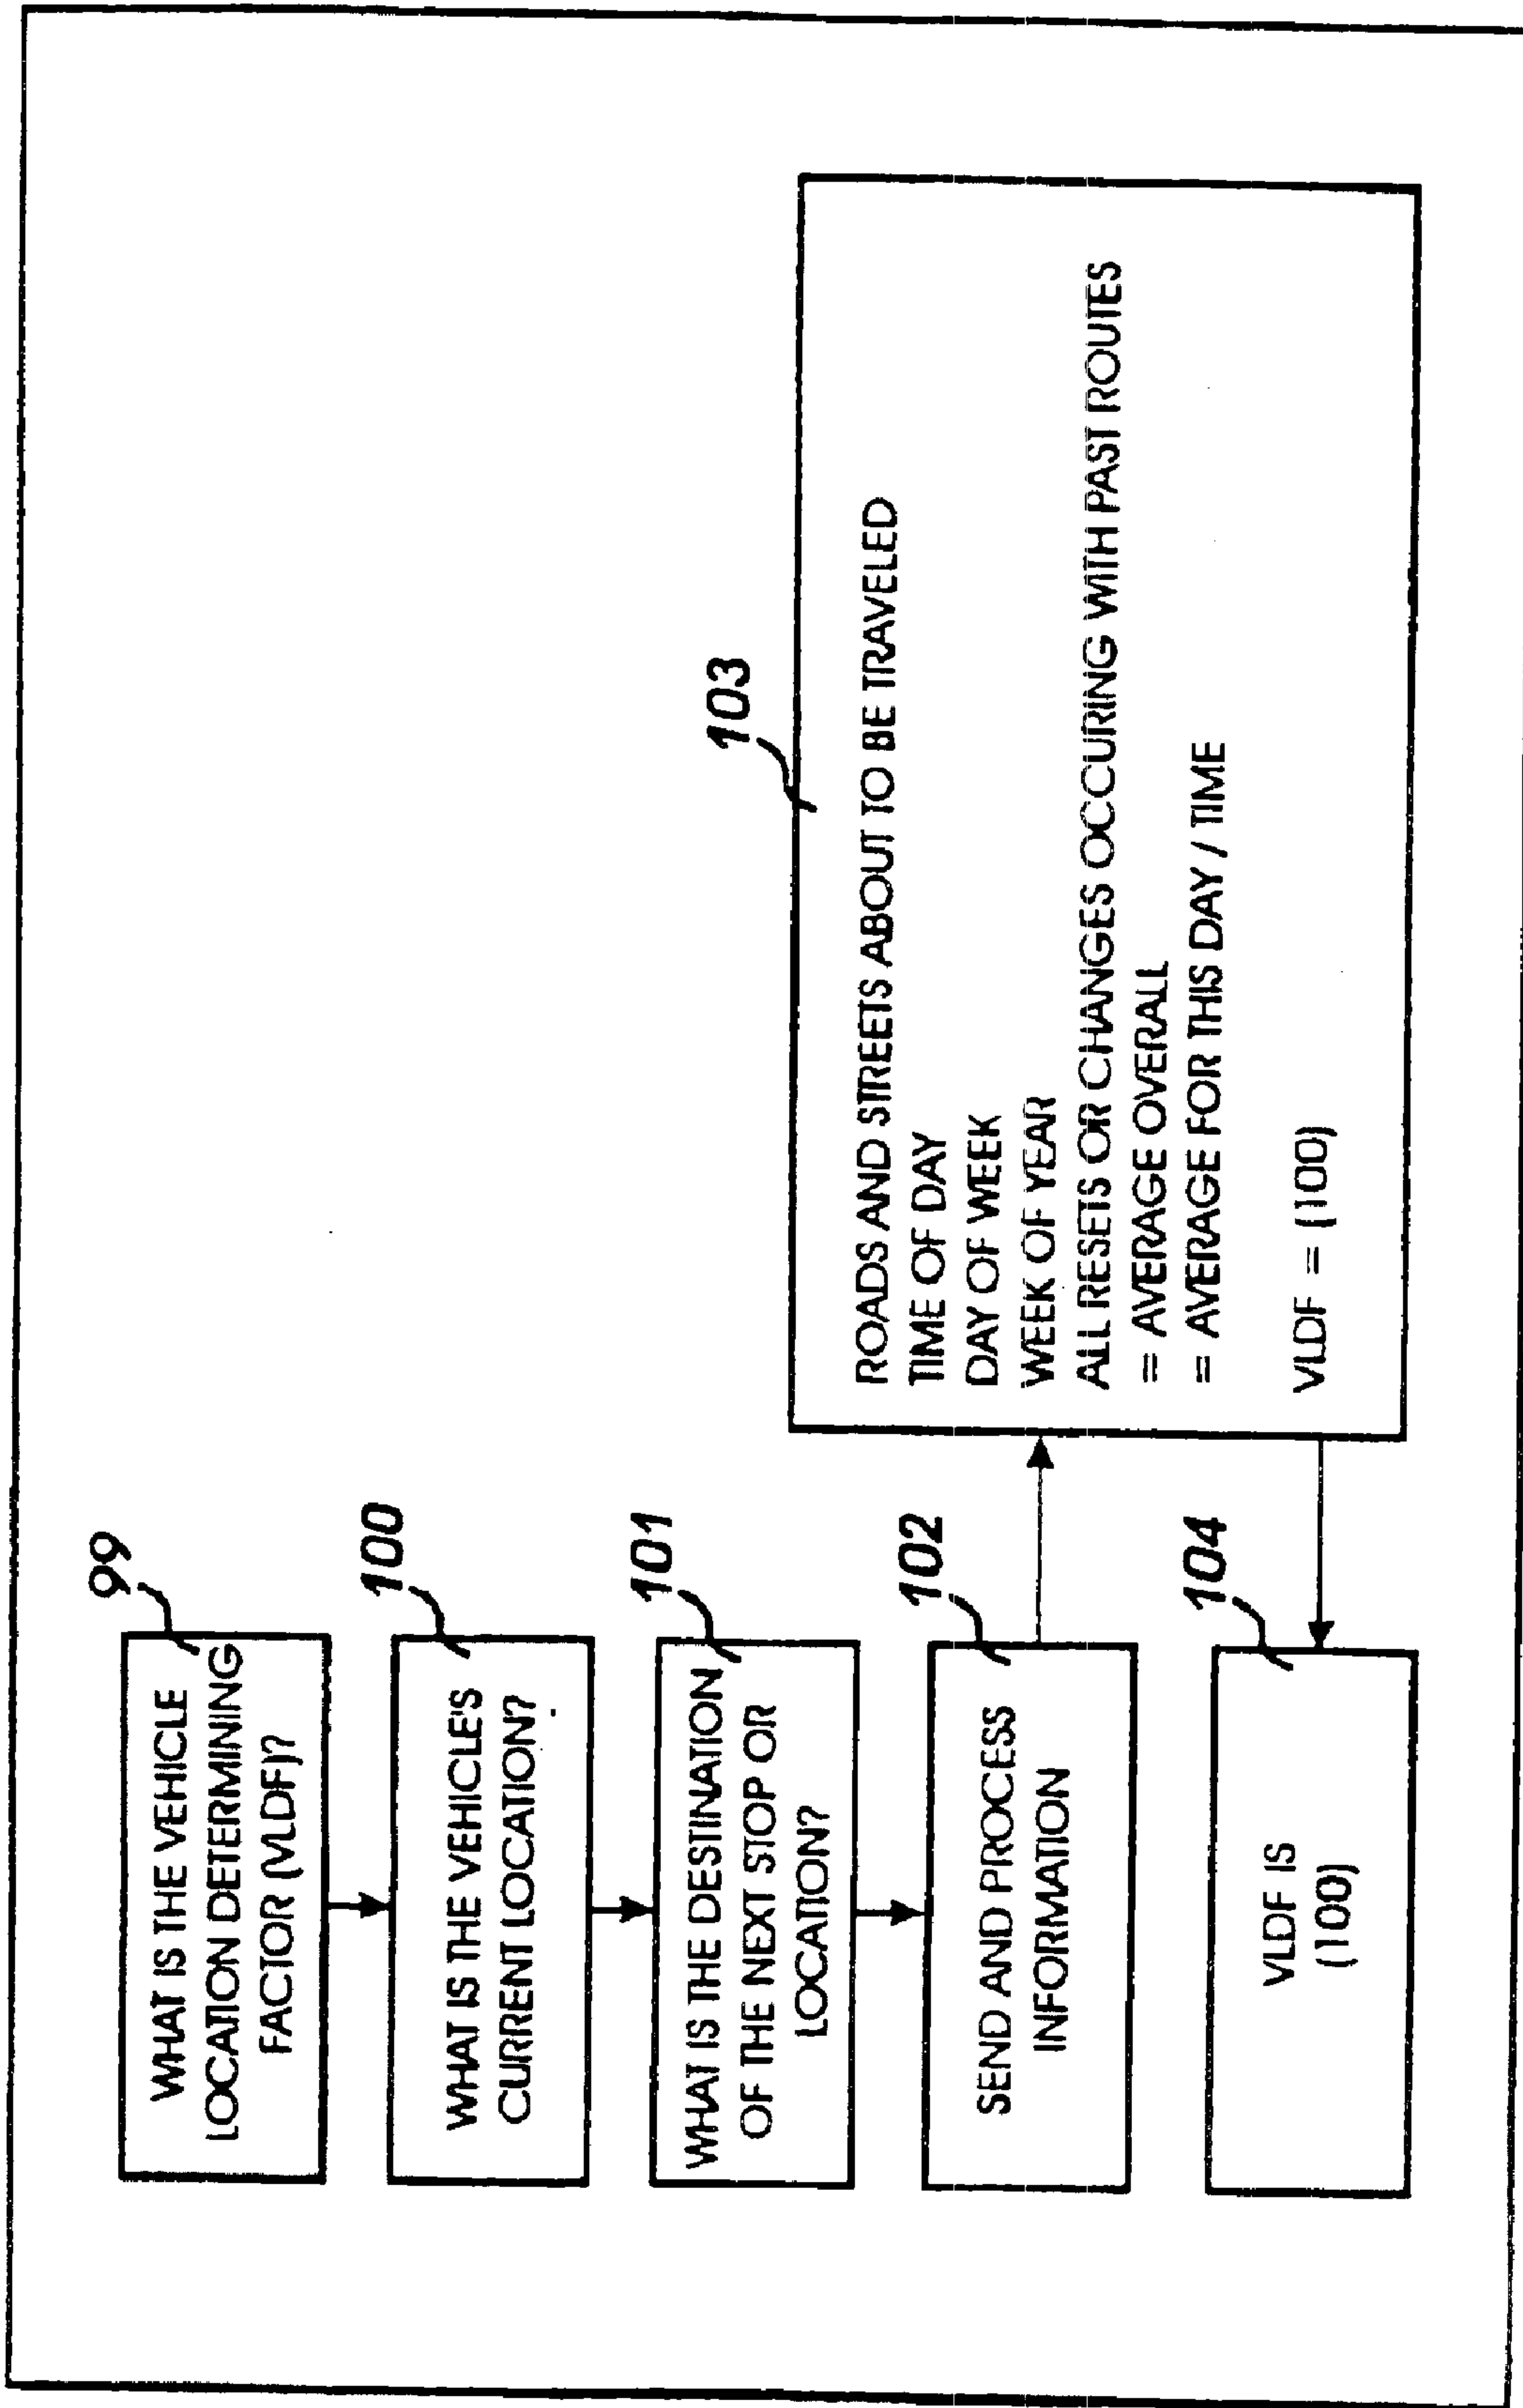 99
WHAT IS THE VEHICLE
LOCATION DETERMINING
FACTOR (VLDF)?
100
WHAT IS THE VEHICLE'S
CURRENT LOCATION?
101
WHAT IS THE DESTINATION
OF THE NEXT STOP OR
LOCATION?
102
SEND AND PROCESS
INFORMATION
103
ROADS AND STREETS ABOUT TO BE TRAVELED
TIME OF DAY
DAY OF WEEK
WEEK OF YEAR
ALL RESETS OR CHANGES OCCURING WITH PAST ROUTES
= AVERAGE OVERALL
= AVERAGE FOR THIS DAY / TIME
VLDF = (100)
104
VLDF IS
(100)